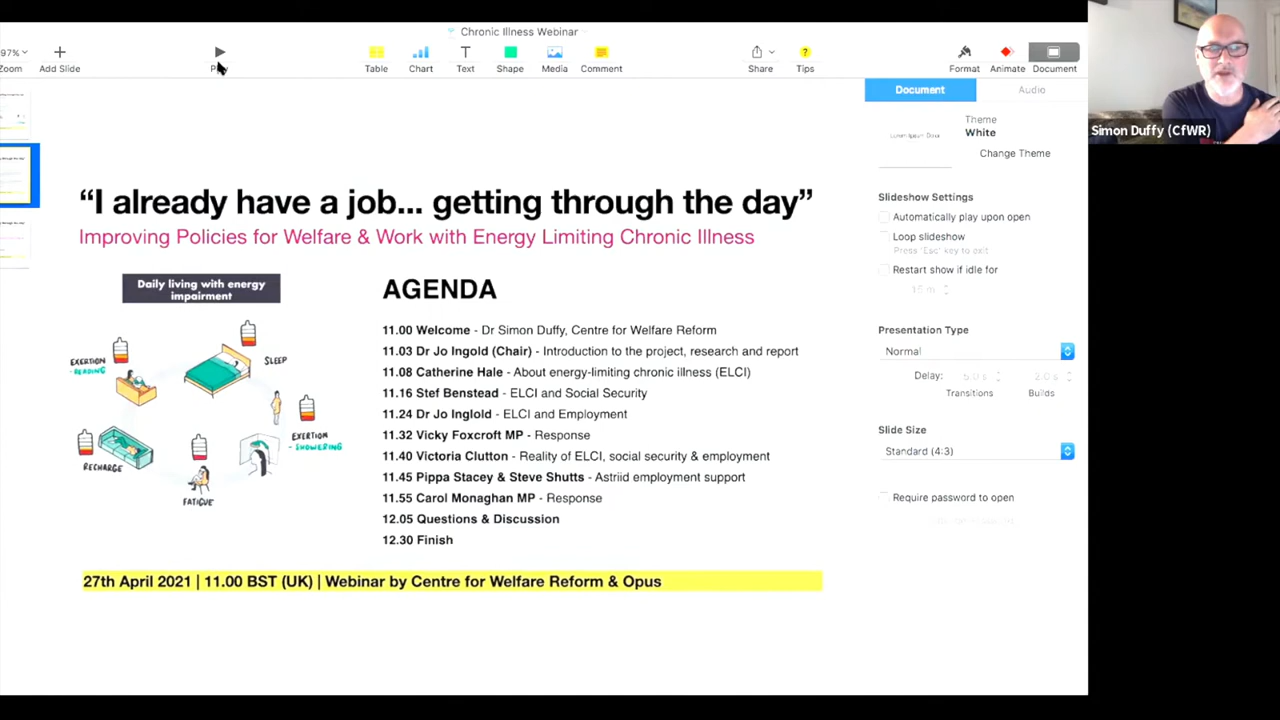 Chronic Illness Webinar
97%
Zoom
Add Slide
Table
Chart
Text
Shape
Media
Comment
Share
Tips
Format
Animate
Document
Document
Audio
Theme
White
Change Theme
Slideshow Settings
Automatically play upon open
Loop slideshow
Press "Esc" key to exit
Restart show if idle for
15 m
Presentation Type
Normal
Delay:
Transitions
Builds
Slide Size
Standard (4:3)
Require password to open
Simon Duffy (CfWR)
“I already have a job... getting through the day”
Improving Policies for Welfare & Work with Energy Limiting Chronic Illness
Daily living with energy
impairment
EXERTION
- READING
SLEEP
EXERTION
- SHOWERING
RECHARGE
FATIGUE
AGENDA
11.00 Welcome - Dr Simon Duffy, Centre for Welfare Reform
11.03 Dr Jo Ingold (Chair) - Introduction to the project, research and report
11.08 Catherine Hale - About energy-limiting chronic illness (ELCI)
11.16 Stef Benstead - ELCI and Social Security
11.24 Dr Jo Inglold - ELCI and Employment
11.32 Vicky Foxcroft MP - Response
11.40 Victoria Clutton - Reality of ELCI, social security & employment
11.45 Pippa Stacey & Steve Shutts - Astriid employment support
11.55 Carol Monaghan MP - Response
12.05 Questions & Discussion
12.30 Finish
27th April 2021 | 11.00 BST (UK) | Webinar by Centre for Welfare Reform & Opus